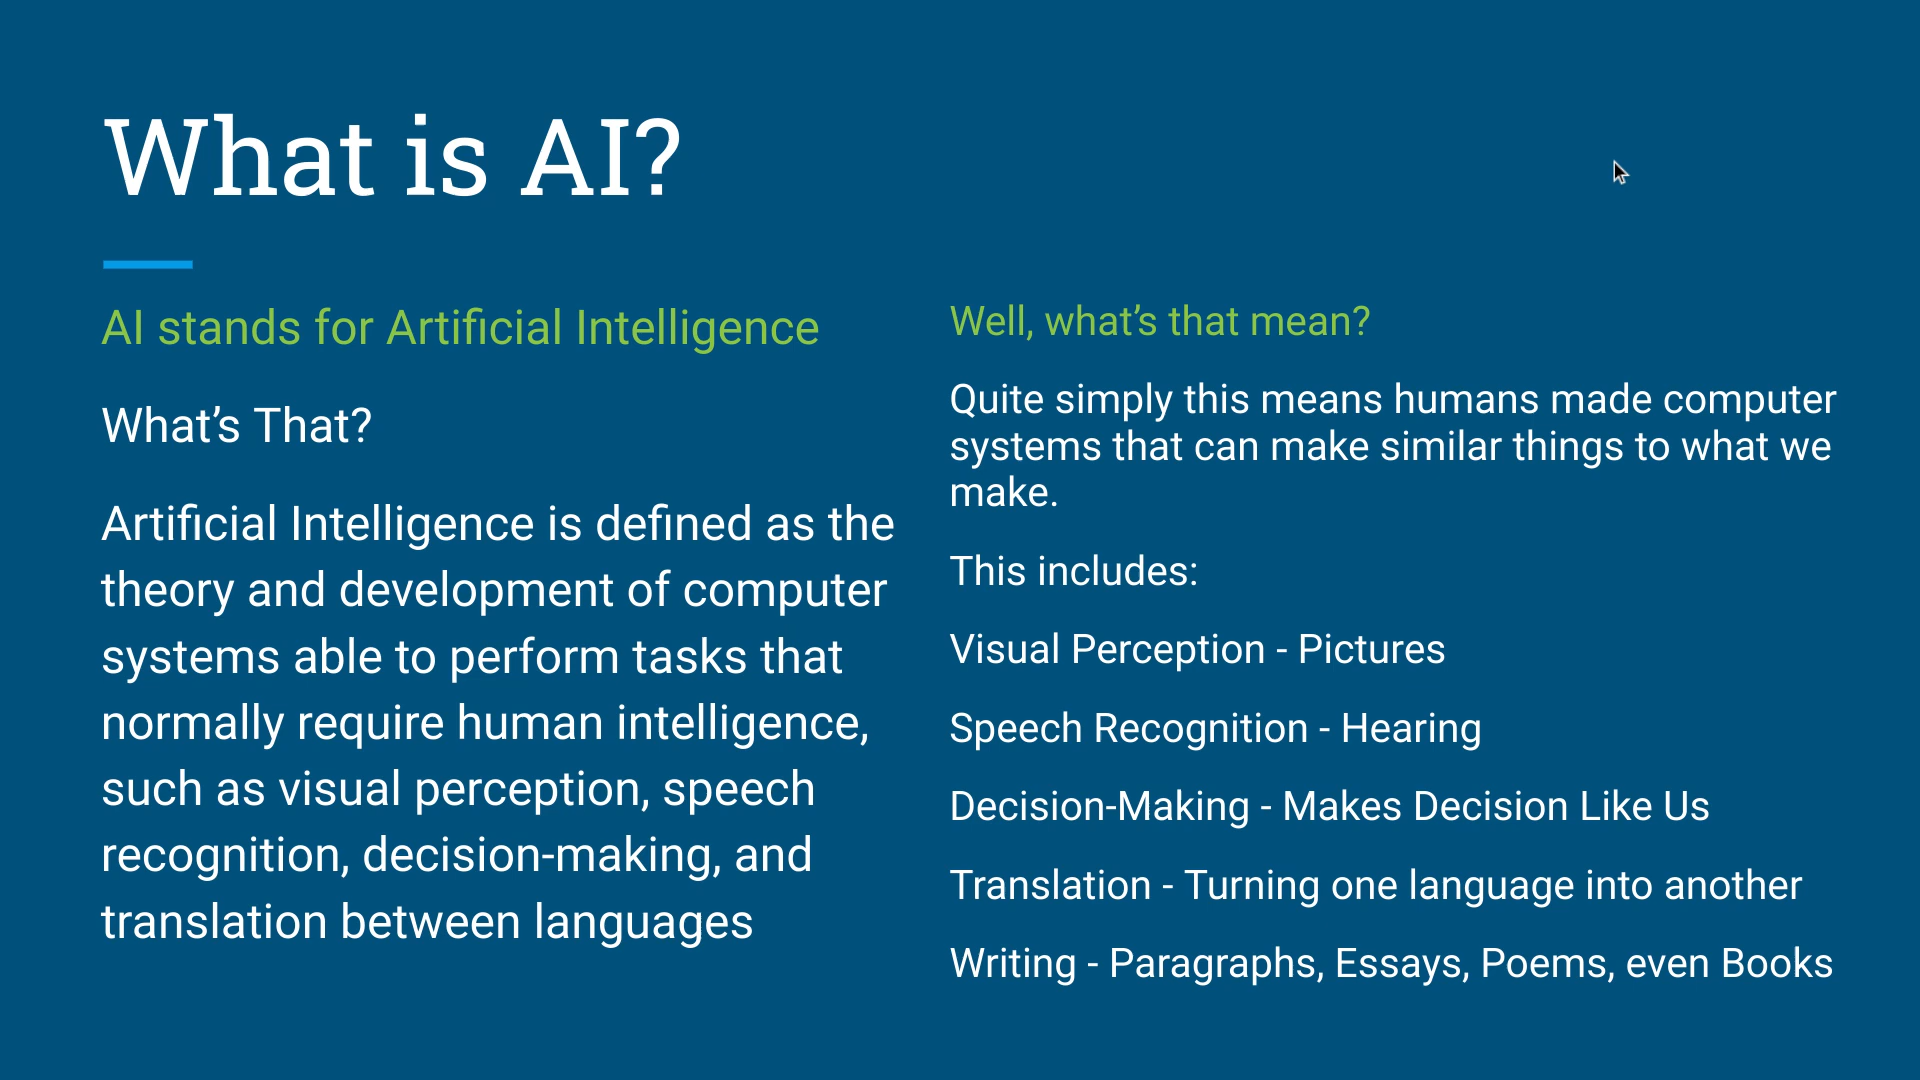 What is AI?
AI stands for Artificial Intelligence
What’s That?
Artificial Intelligence is defined as the
theory and development of computer
systems able to perform tasks that
normally require human intelligence,
such as visual perception, speech
recognition, decision-making, and
translation between languages
Well, what’s that mean?
Quite simply this means humans made computer
systems that can make similar things to what we
make.
This includes:
Visual Perception - Pictures
Speech Recognition - Hearing
Decision-Making - Makes Decision Like Us
Translation - Turning one language into another
Writing - Paragraphs, Essays, Poems, even Books